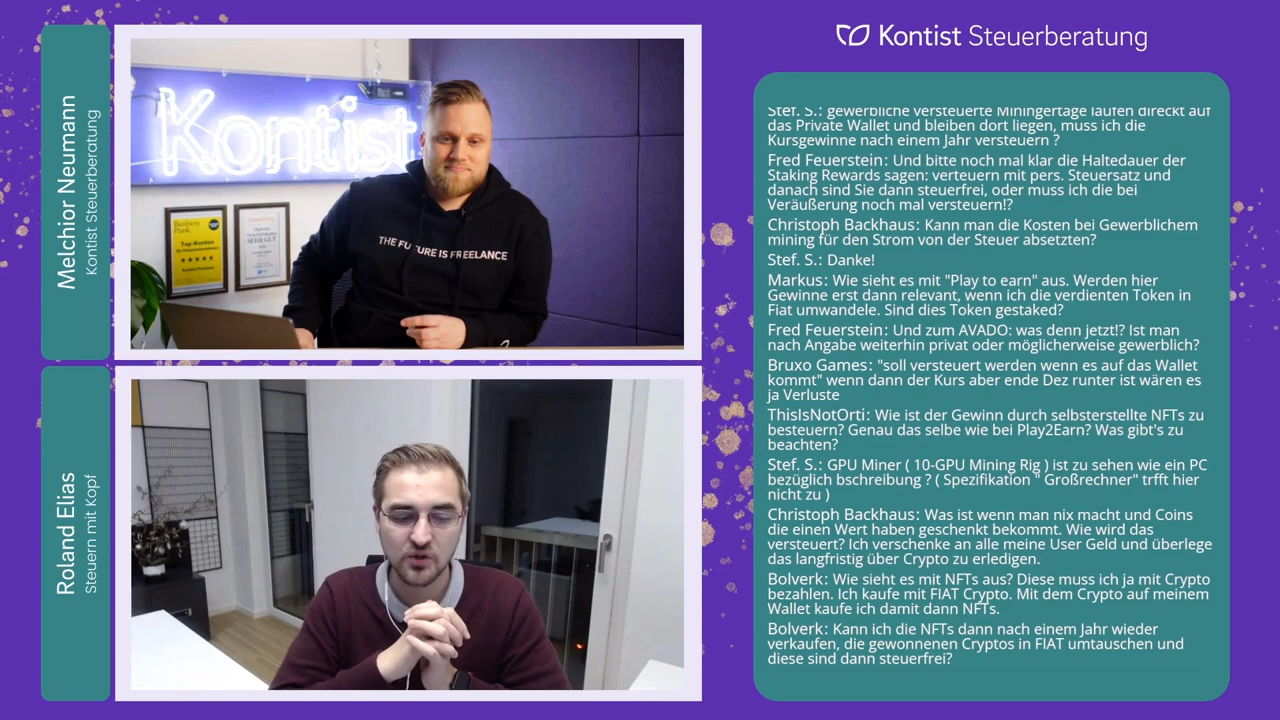 Melchior Neumann
Kontist Steuerberatung
Kontist
Business Punk
Top-Konten
★★★★★
SEHR GUT
THE FUTURE IS FREELANCE
Roland Elias
Steuern mit Kopf
Kontist Steuerberatung
Stef. S.: gewerbliche versteuerte Miningertäge laufen direckt auf
das Private Wallet und bleiben dort liegen, muss ich die
Kursgewinne nach einem Jahr versteuern ?
Fred Feuerstein: Und bitte noch mal klar die Haltedauer der
Staking Rewards sagen: verteuern mit pers. Steuersatz und
danach sind Sie dann steuerfrei, oder muss ich die bei
Veräußerung noch mal versteuern!?
Christoph Backhaus: Kann man die Kosten bei Gewerblichem
mining für den Strom von der Steuer absetzten?
Stef. S.: Danke!
Markus: Wie sieht es mit "Play to earn" aus. Werden hier
Gewinne erst dann relevant, wenn ich die verdienten Token in
Fiat umwandele. Sind dies Token gestaked?
Fred Feuerstein: Und zum AVADO: was denn jetzt!? Ist man
nach Angabe weiterhin privat oder möglicherweise gewerblich?
Bruxo Games: "soll versteuert werden wenn es auf das Wallet
kommt" wenn dann der Kurs aber ende Dez runter ist wären es
ja Verluste
ThisIsNotOrti: Wie ist der Gewinn durch selbsterstellte NFTs zu
besteuern? Genau das selbe wie bei Play2Earn? Was gibt's zu
beachten?
Stef. S.: GPU Miner ( 10-GPU Mining Rig ) ist zu sehen wie ein PC
bezüglich bschreibung ? ( Spezifikation " Großrechner" trfft hier
nicht zu )
Christoph Backhaus: Was ist wenn man nix macht und Coins
die einen Wert haben geschenkt bekommt. Wie wird das
versteuert? Ich verschenke an alle meine User Geld und überlege
das langfristig über Crypto zu erledigen.
Bolverk: Wie sieht es mit NFTs aus? Diese muss ich ja mit Crypto
bezahlen. Ich kaufe mit FIAT Crypto. Mit dem Crypto auf meinem
Wallet kaufe ich damit dann NFTs.
Bolverk: Kann ich die NFTs dann nach einem Jahr wieder
verkaufen, die gewonnenen Cryptos in FIAT umtauschen und
diese sind dann steuerfrei?